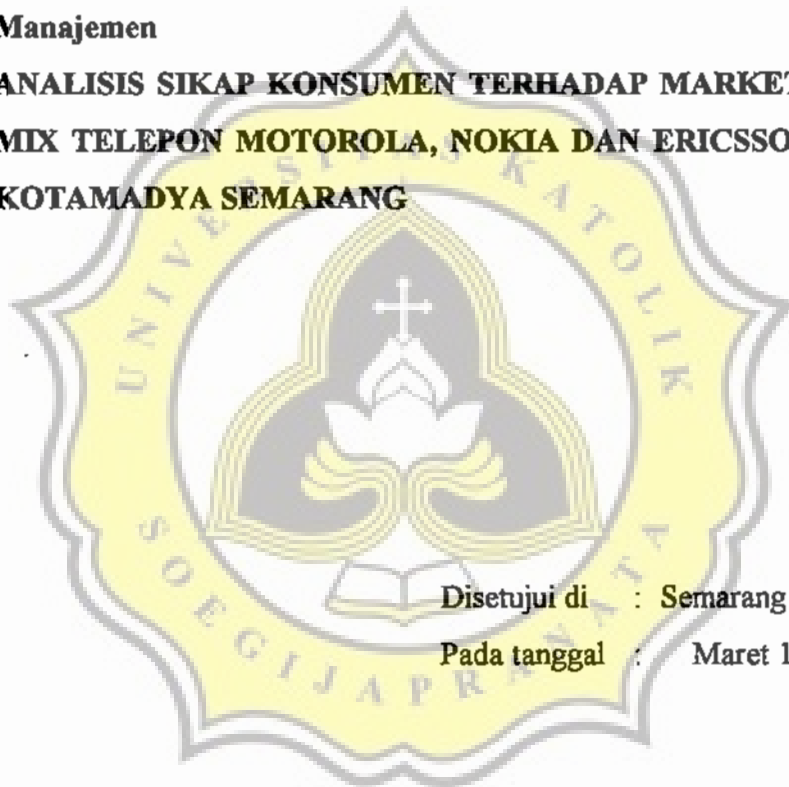 Manajemen
ANALISIS SIKAP KONSUMEN TERHADAP MARKET
MIX TELEPON MOTOROLA, NOKIA DAN ERICSSO
KOTAMADYA SEMARANG
UNIVERSITAS KATOLIK
SOEGIJAPRANATA
Disetujui di : Semarang
Pada tanggal : Maret 1